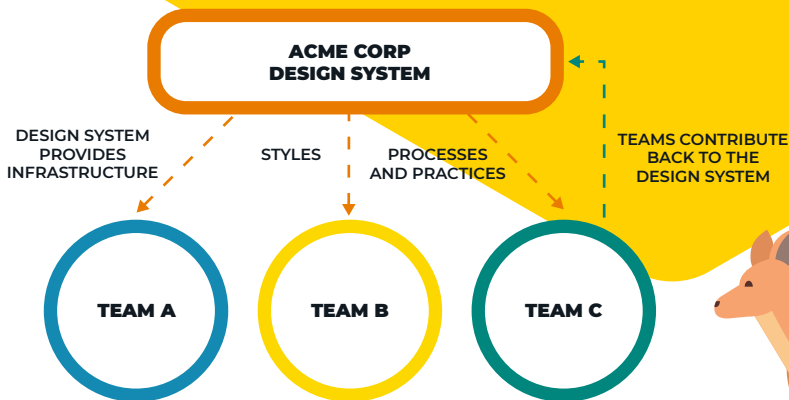 ACME CORP
DESIGN SYSTEM
DESIGN SYSTEM
PROVIDES
INFRASTRUCTURE
STYLES
PROCESSES
AND PRACTICES
TEAMS CONTRIBUTE
BACK TO THE
DESIGN SYSTEM
TEAM A
TEAM B
TEAM C